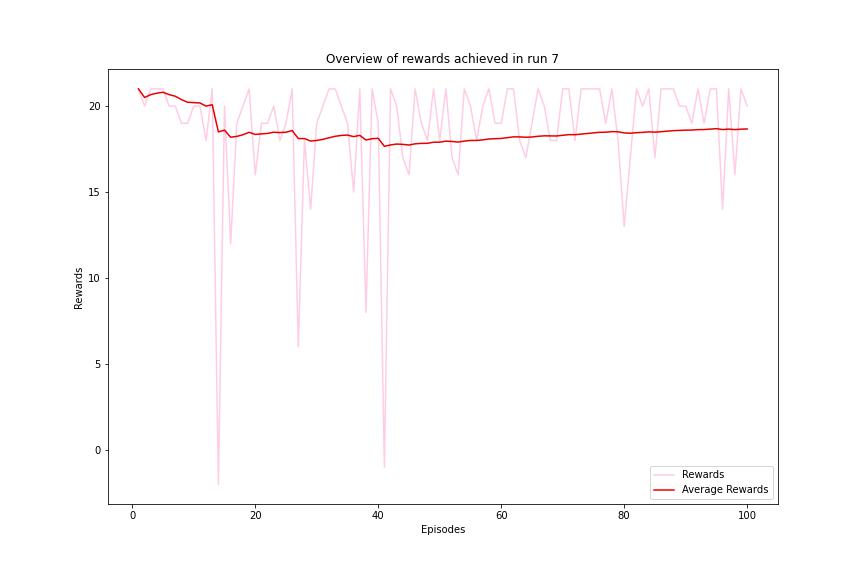 Overview of rewards achieved in run 7
Rewards
20
15
10
5
0
0 20 40 60 80 100
Episodes
Rewards
Average Rewards